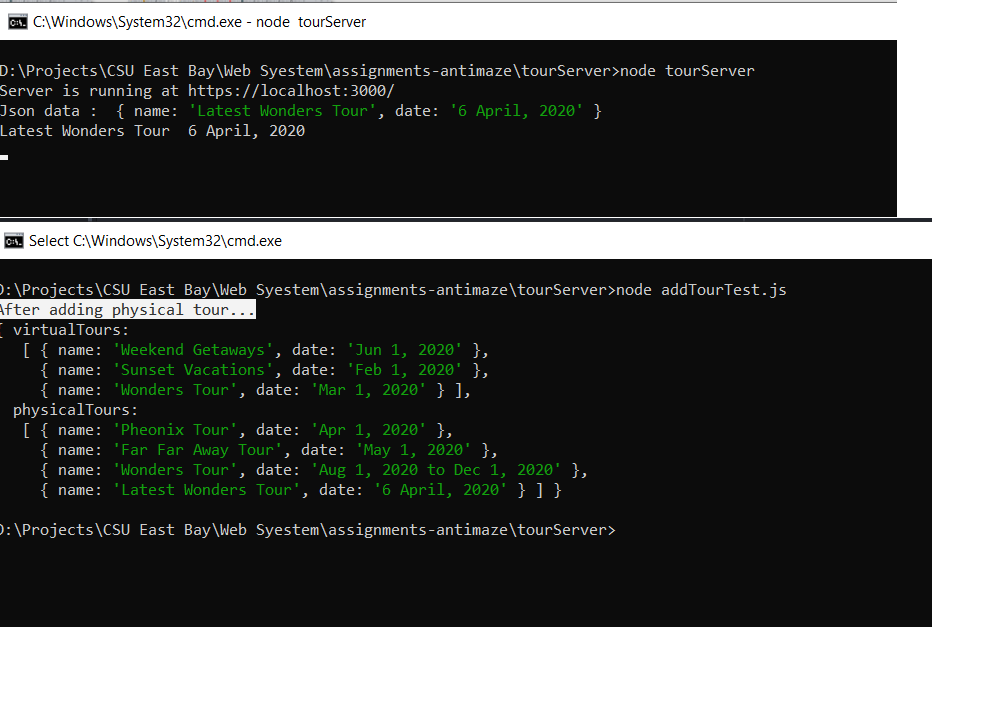 C:\Windows\System32\cmd.exe - node  tourServer
D:\Projects\CSU East Bay\Web Syestem\assignments-antimaze\tourServer>node tourServer
Server is running at https://localhost:3000/
Json data :  { name: 'Latest Wonders Tour', date: '6 April, 2020' }
Latest Wonders Tour  6 April, 2020
Select C:\Windows\System32\cmd.exe
D:\Projects\CSU East Bay\Web Syestem\assignments-antimaze\tourServer>node addTourTest.js
After adding physical tour...
{ virtualTours:
[ { name: 'Weekend Getaways', date: 'Jun 1, 2020' },
{ name: 'Sunset Vacations', date: 'Feb 1, 2020' },
{ name: 'Wonders Tour', date: 'Mar 1, 2020' } ],
physicalTours:
[ { name: 'Pheonix Tour', date: 'Apr 1, 2020' },
{ name: 'Far Far Away Tour', date: 'May 1, 2020' },
{ name: 'Wonders Tour', date: 'Aug 1, 2020 to Dec 1, 2020' },
{ name: 'Latest Wonders Tour', date: '6 April, 2020' } ] }
D:\Projects\CSU East Bay\Web Syestem\assignments-antimaze\tourServer>